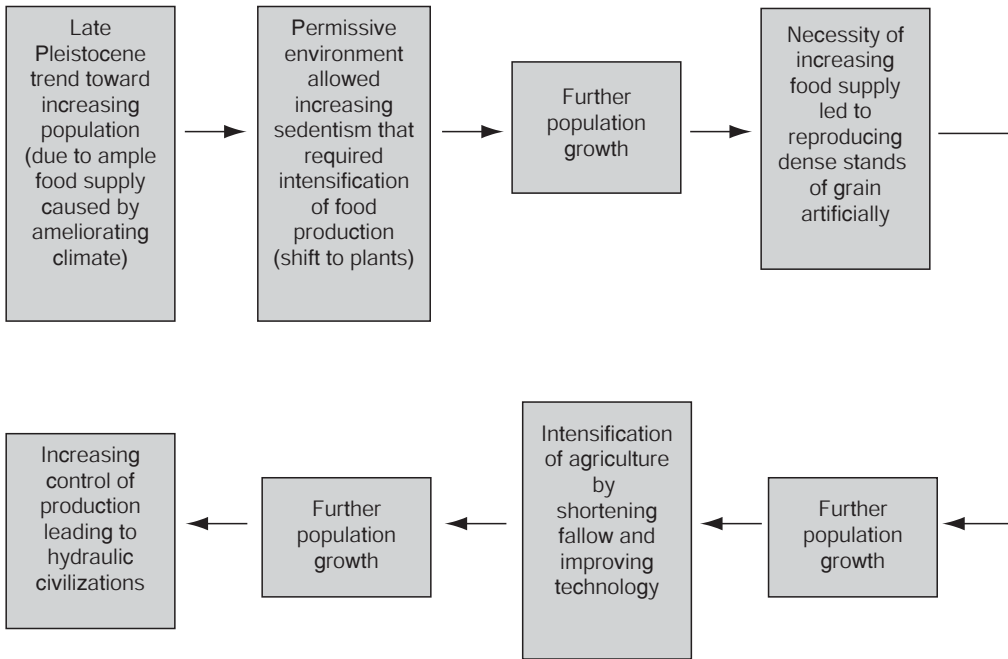 Late
Pleistocene
trend toward
increasing
population
(due to ample
food supply
caused by
ameliorating
climate)
Permissive
environment
allowed
increasing
sedentism that
required
intensification
of food
production
(shift to plants)
Further
population
growth
Necessity of
increasing
food supply
led to
reproducing
dense stands
of grain
artificially
Further
population
growth
Intensification
of agriculture
by
shortening
fallow and
improving
technology
Further
population
growth
Increasing
control of
production
leading to
hydraulic
civilizations